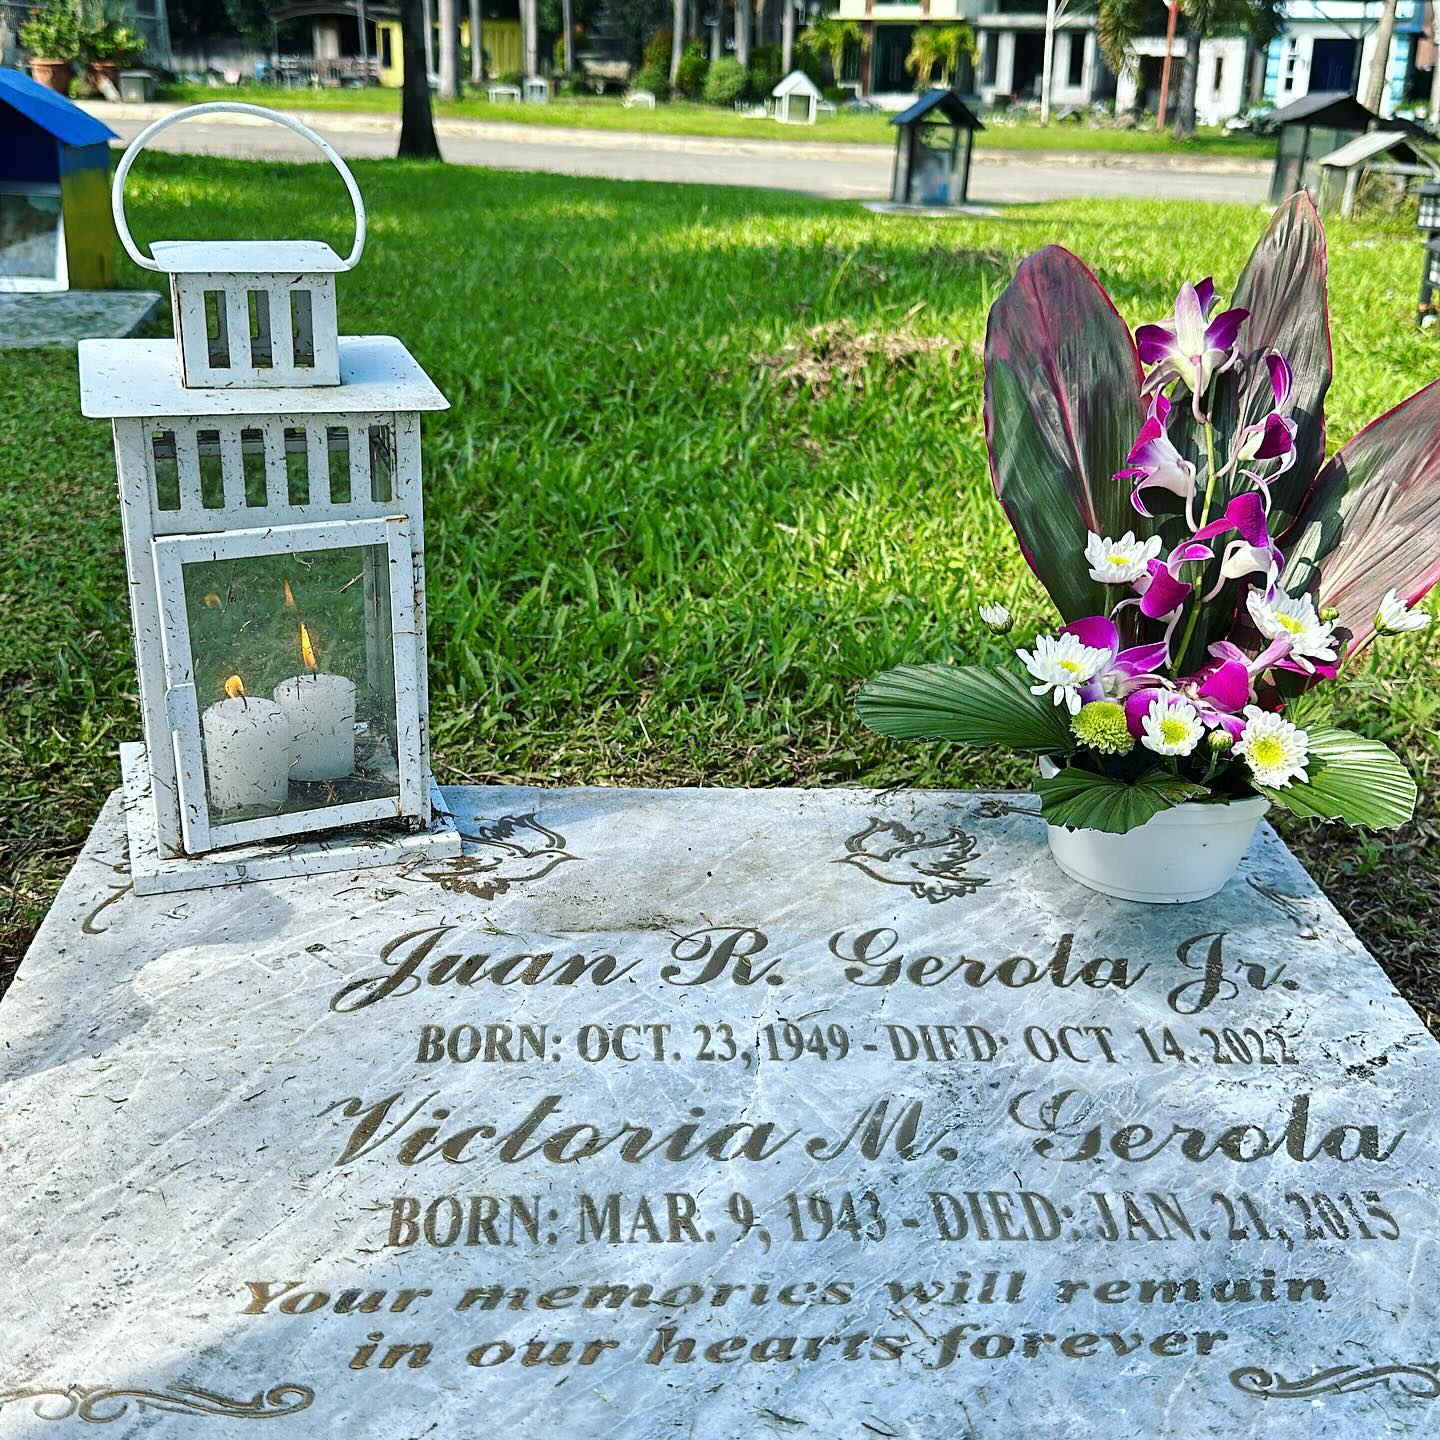 Juan R. Gerola Jr.
BORN: OCT. 23, 1949 - DIED: OCT. 14, 2022
Victoria M. Gerola
BORN: MAR. 9, 1943 - DIED: JAN. 21, 2015
Your memories will remain
in our hearts forever